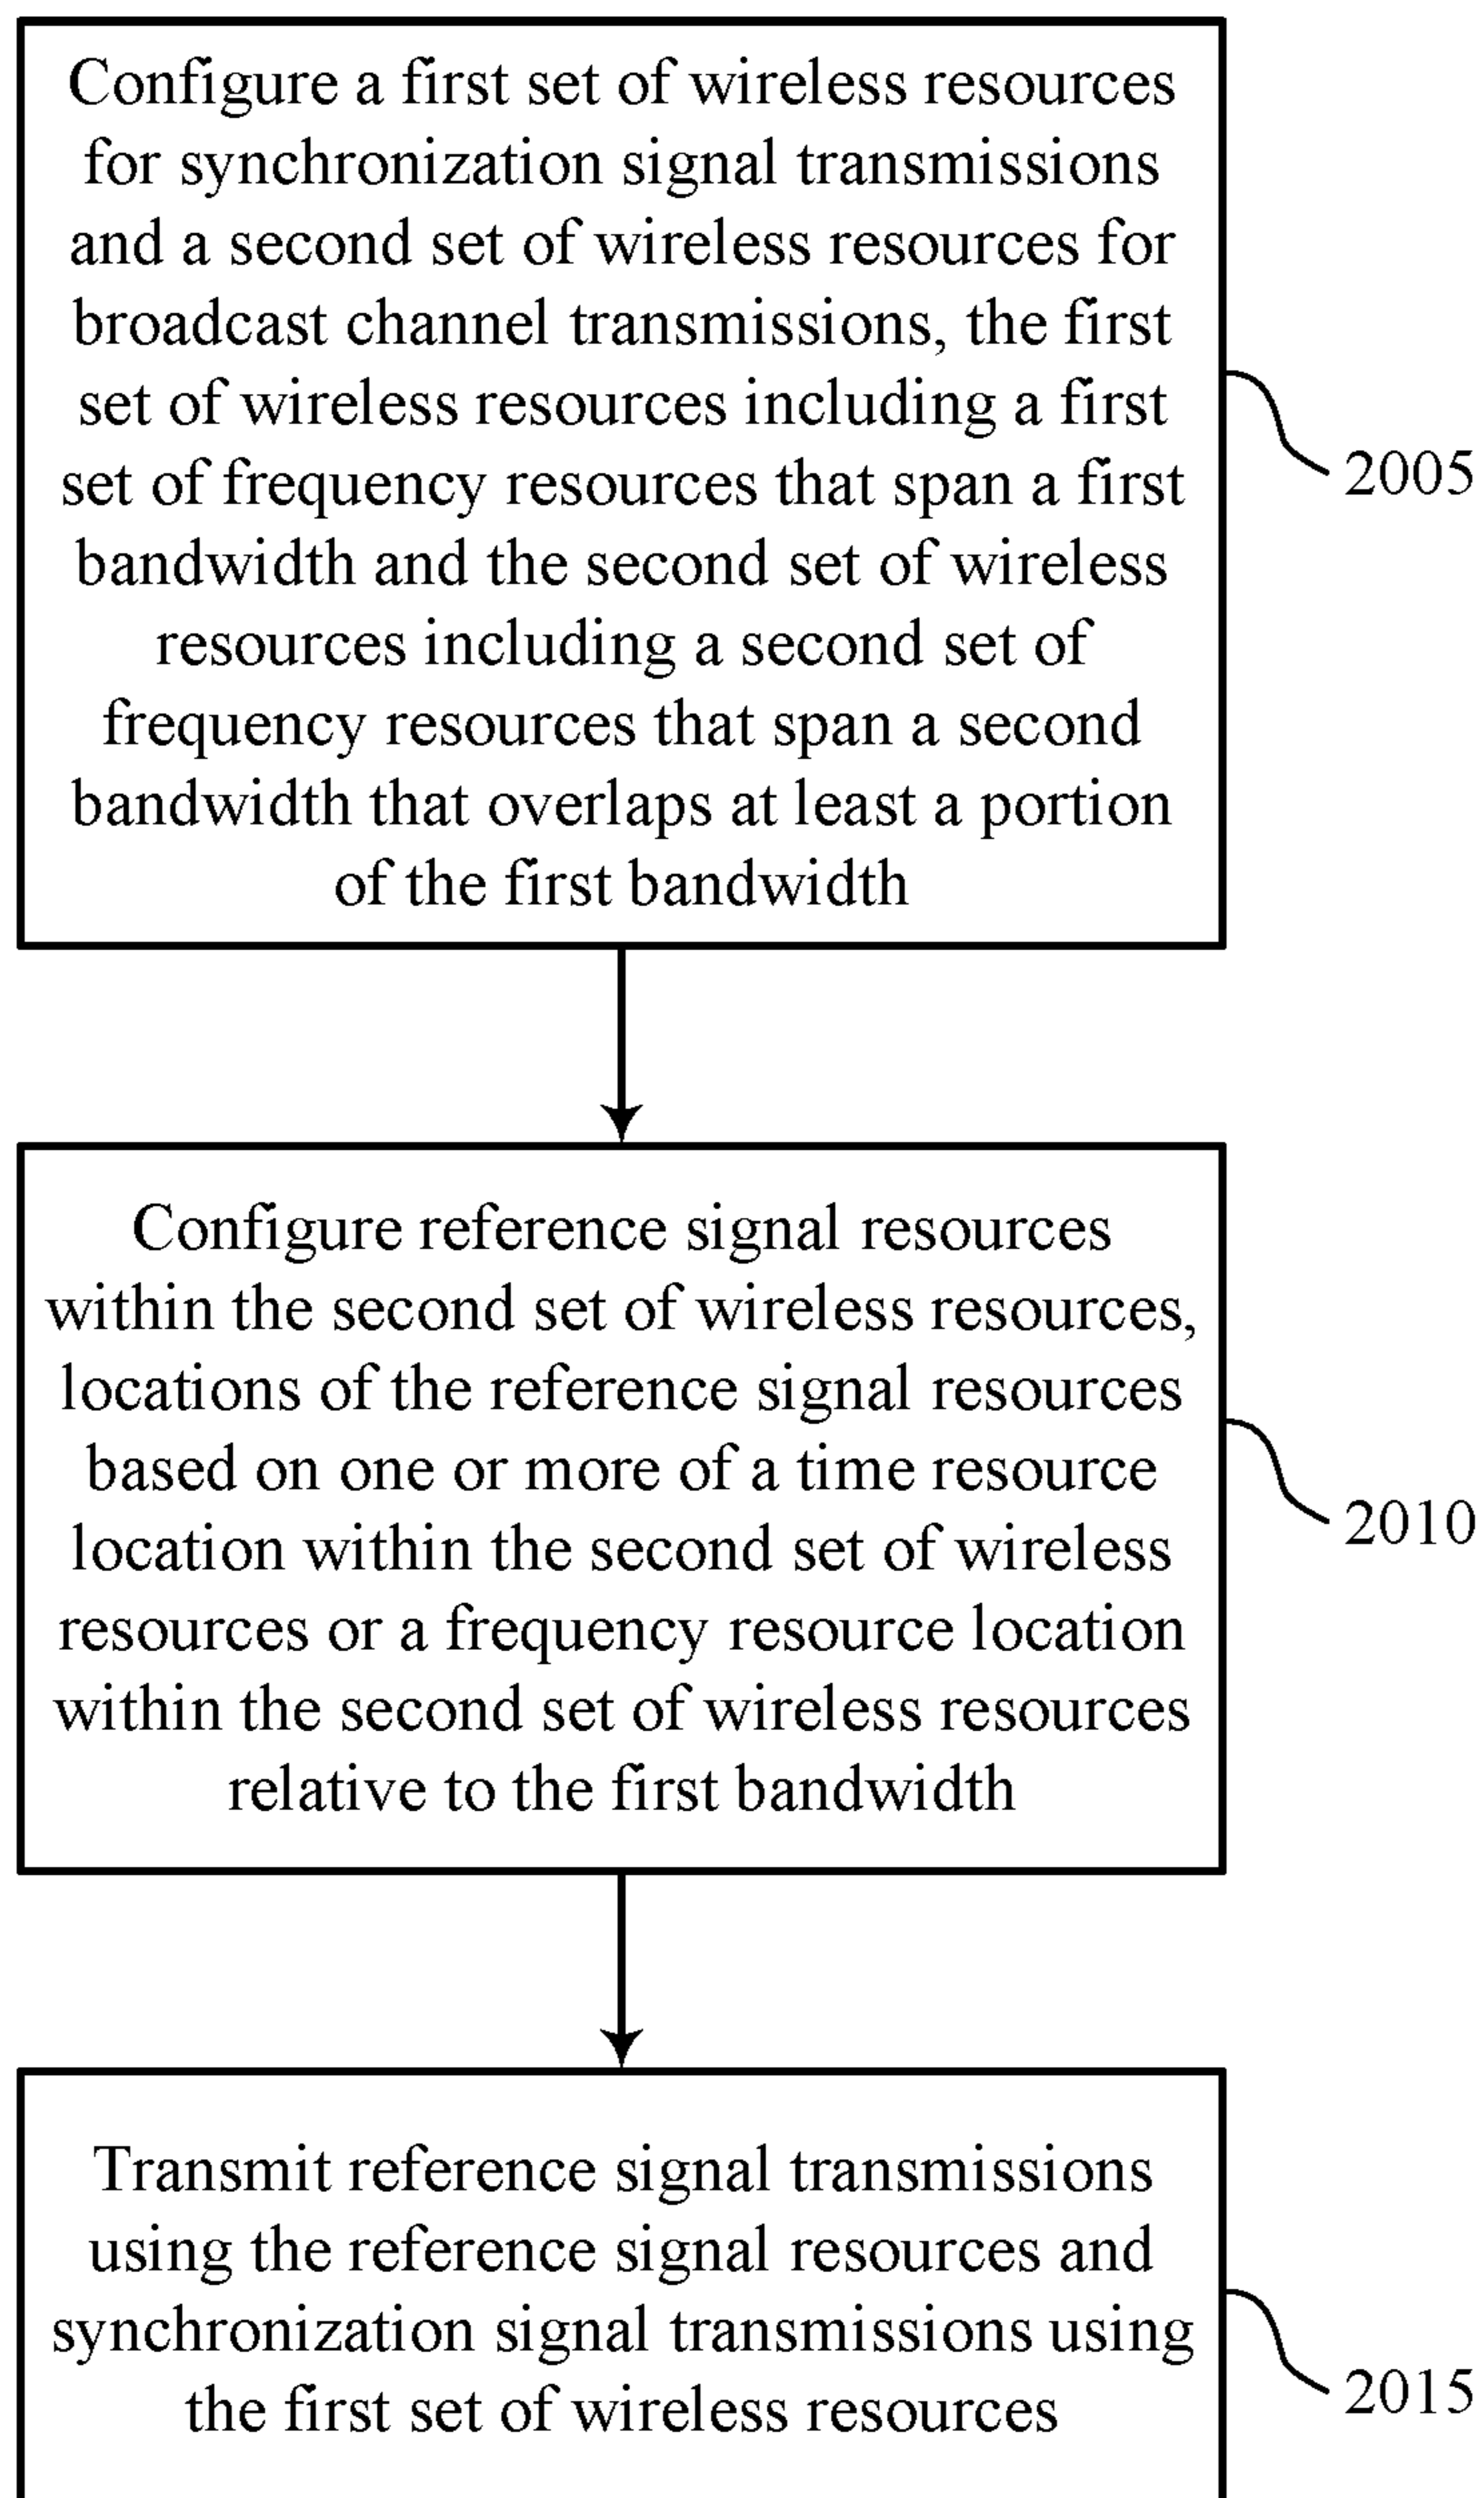 Configure a first set of wireless resources
for synchronization signal transmissions
and a second set of wireless resources for
broadcast channel transmissions, the first
set of wireless resources including a first
set of frequency resources that span a first
bandwidth and the second set of wireless
resources including a second set of
frequency resources that span a second
bandwidth that overlaps at least a portion
of the first bandwidth
2005
Configure reference signal resources
within the second set of wireless resources,
locations of the reference signal resources
based on one or more of a time resource
location within the second set of wireless
resources or a frequency resource location
within the second set of wireless resources
relative to the first bandwidth
2010
Transmit reference signal transmissions
using the reference signal resources and
synchronization signal transmissions using
the first set of wireless resources
2015